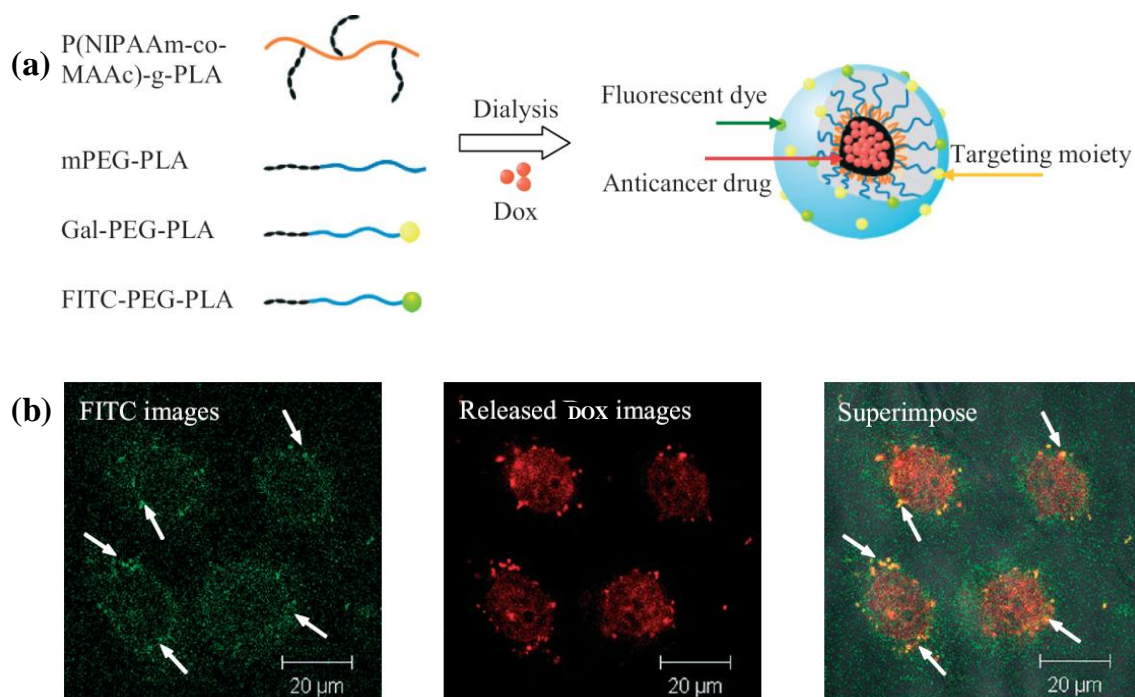 (a)
P(NIPAAm-co-
MAAc)-g-PLA
mPEG-PLA
Gal-PEG-PLA
FITC-PEG-PLA
Dialysis
Dox
Fluorescent dye
Anticancer drug
Targeting moiety
(b)
FITC images
20 μm
Released DOX images
20 μm
Superimpose
20 μm